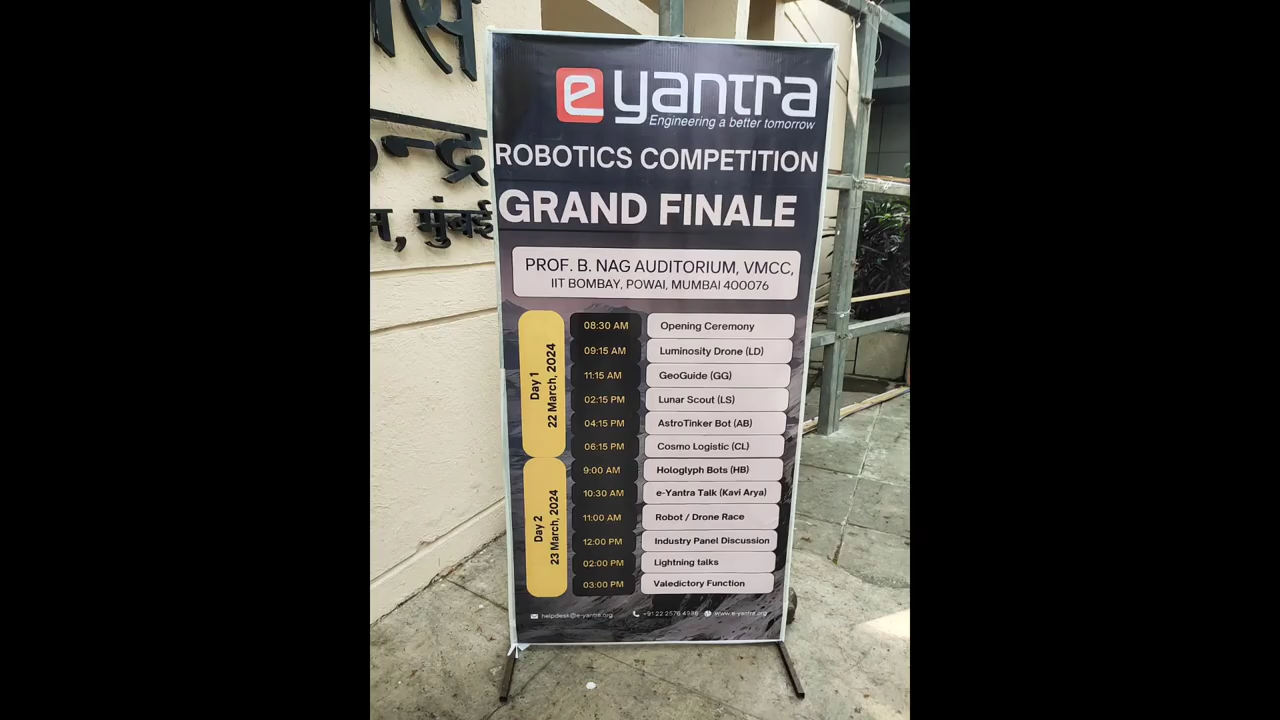 न्द्र
मुंबई
e yantra
Engineering a better tomorrow
ROBOTICS COMPETITION
GRAND FINALE
PROF. B. NAG AUDITORIUM, VMCC,
IIT BOMBAY, POWAI, MUMBAI 400076
Day 1
22 March, 2024
08:30 AM Opening Ceremony
09:15 AM Luminosity Drone (LD)
11:15 AM GeoGuide (GG)
02:15 PM Lunar Scout (LS)
04:15 PM AstroTinker Bot (AB)
06:15 PM Cosmo Logistic (CL)
Day 2
23 March, 2024
9:00 AM Hologlyph Bots (HB)
10:30 AM e-Yantra Talk (Kavi Arya)
11:00 AM Robot / Drone Race
12:00 PM Industry Panel Discussion
02:00 PM Lightning talks
03:00 PM Valedictory Function
helpdesk@e-yantra.org +91 22 2576 4986 www.e-yantra.org